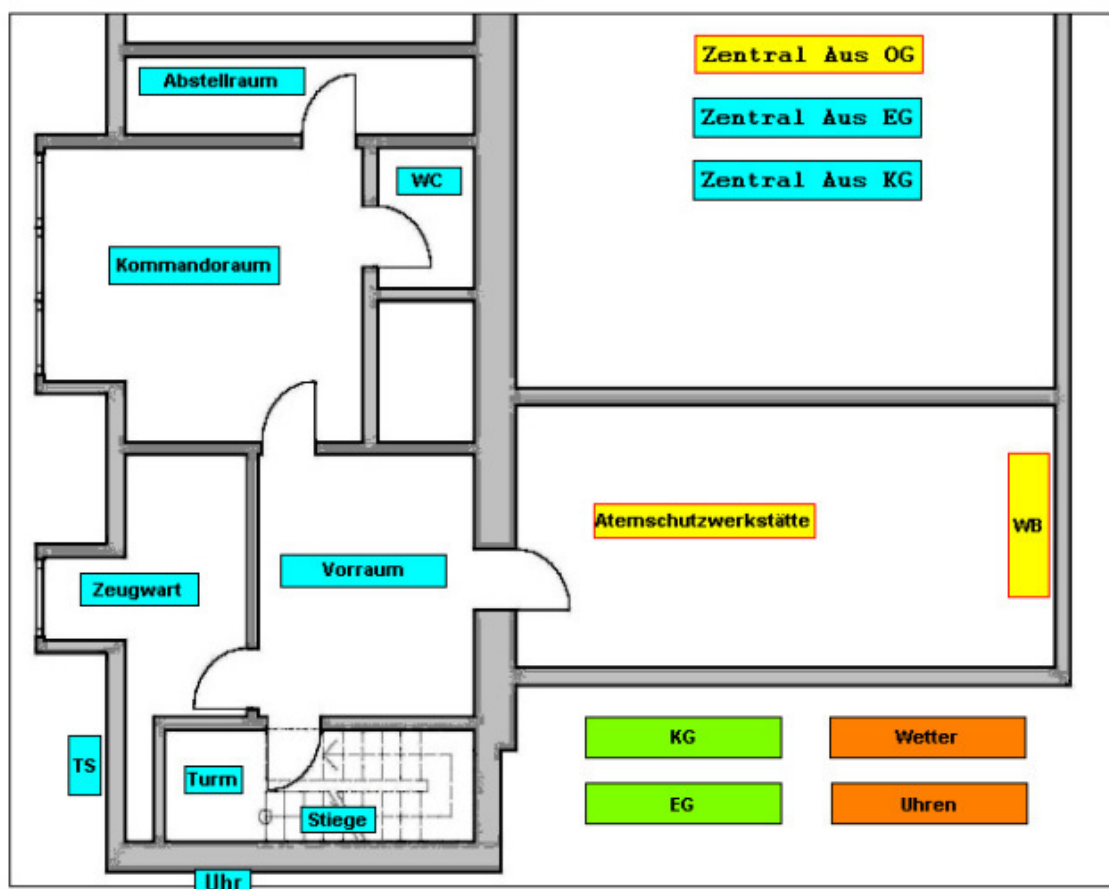 Zentral Aus OG
Abstellraum
Zentral Aus EG
WC
Zentral Aus KG
Kommandoraum
Atemschutzwerkstätte
WB
Vorraum
Zeugwart
KG
Wetter
TS
Turm
EG
Uhren
Stiege
Uhr